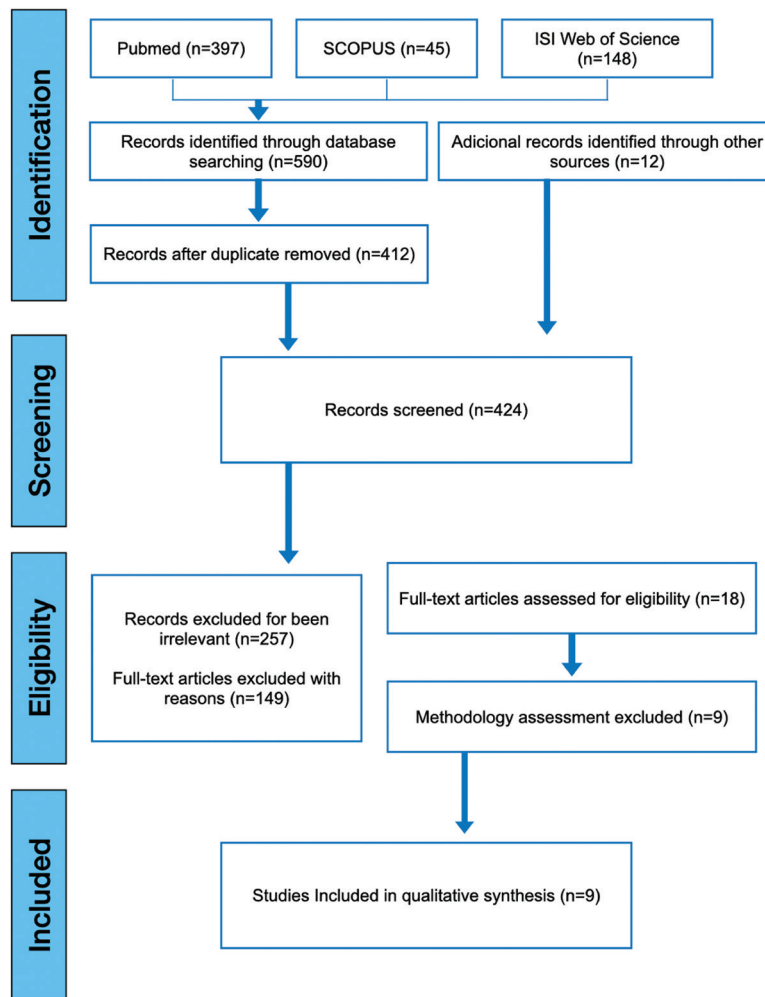 Identification
Pubmed (n=397)
SCOPUS (n=45)
ISI Web of Science
(n=148)
Records identified through database
searching (n=590)
Adicional records identified through other
sources (n=12)
Records after duplicate removed (n=412)
Screening
Records screened (n=424)
Eligibility
Records excluded for been
irrelevant (n=257)
Full-text articles excluded with
reasons (n=149)
Full-text articles assessed for eligibility (n=18)
Methodology assessment excluded (n=9)
Included
Studies Included in qualitative synthesis (n=9)